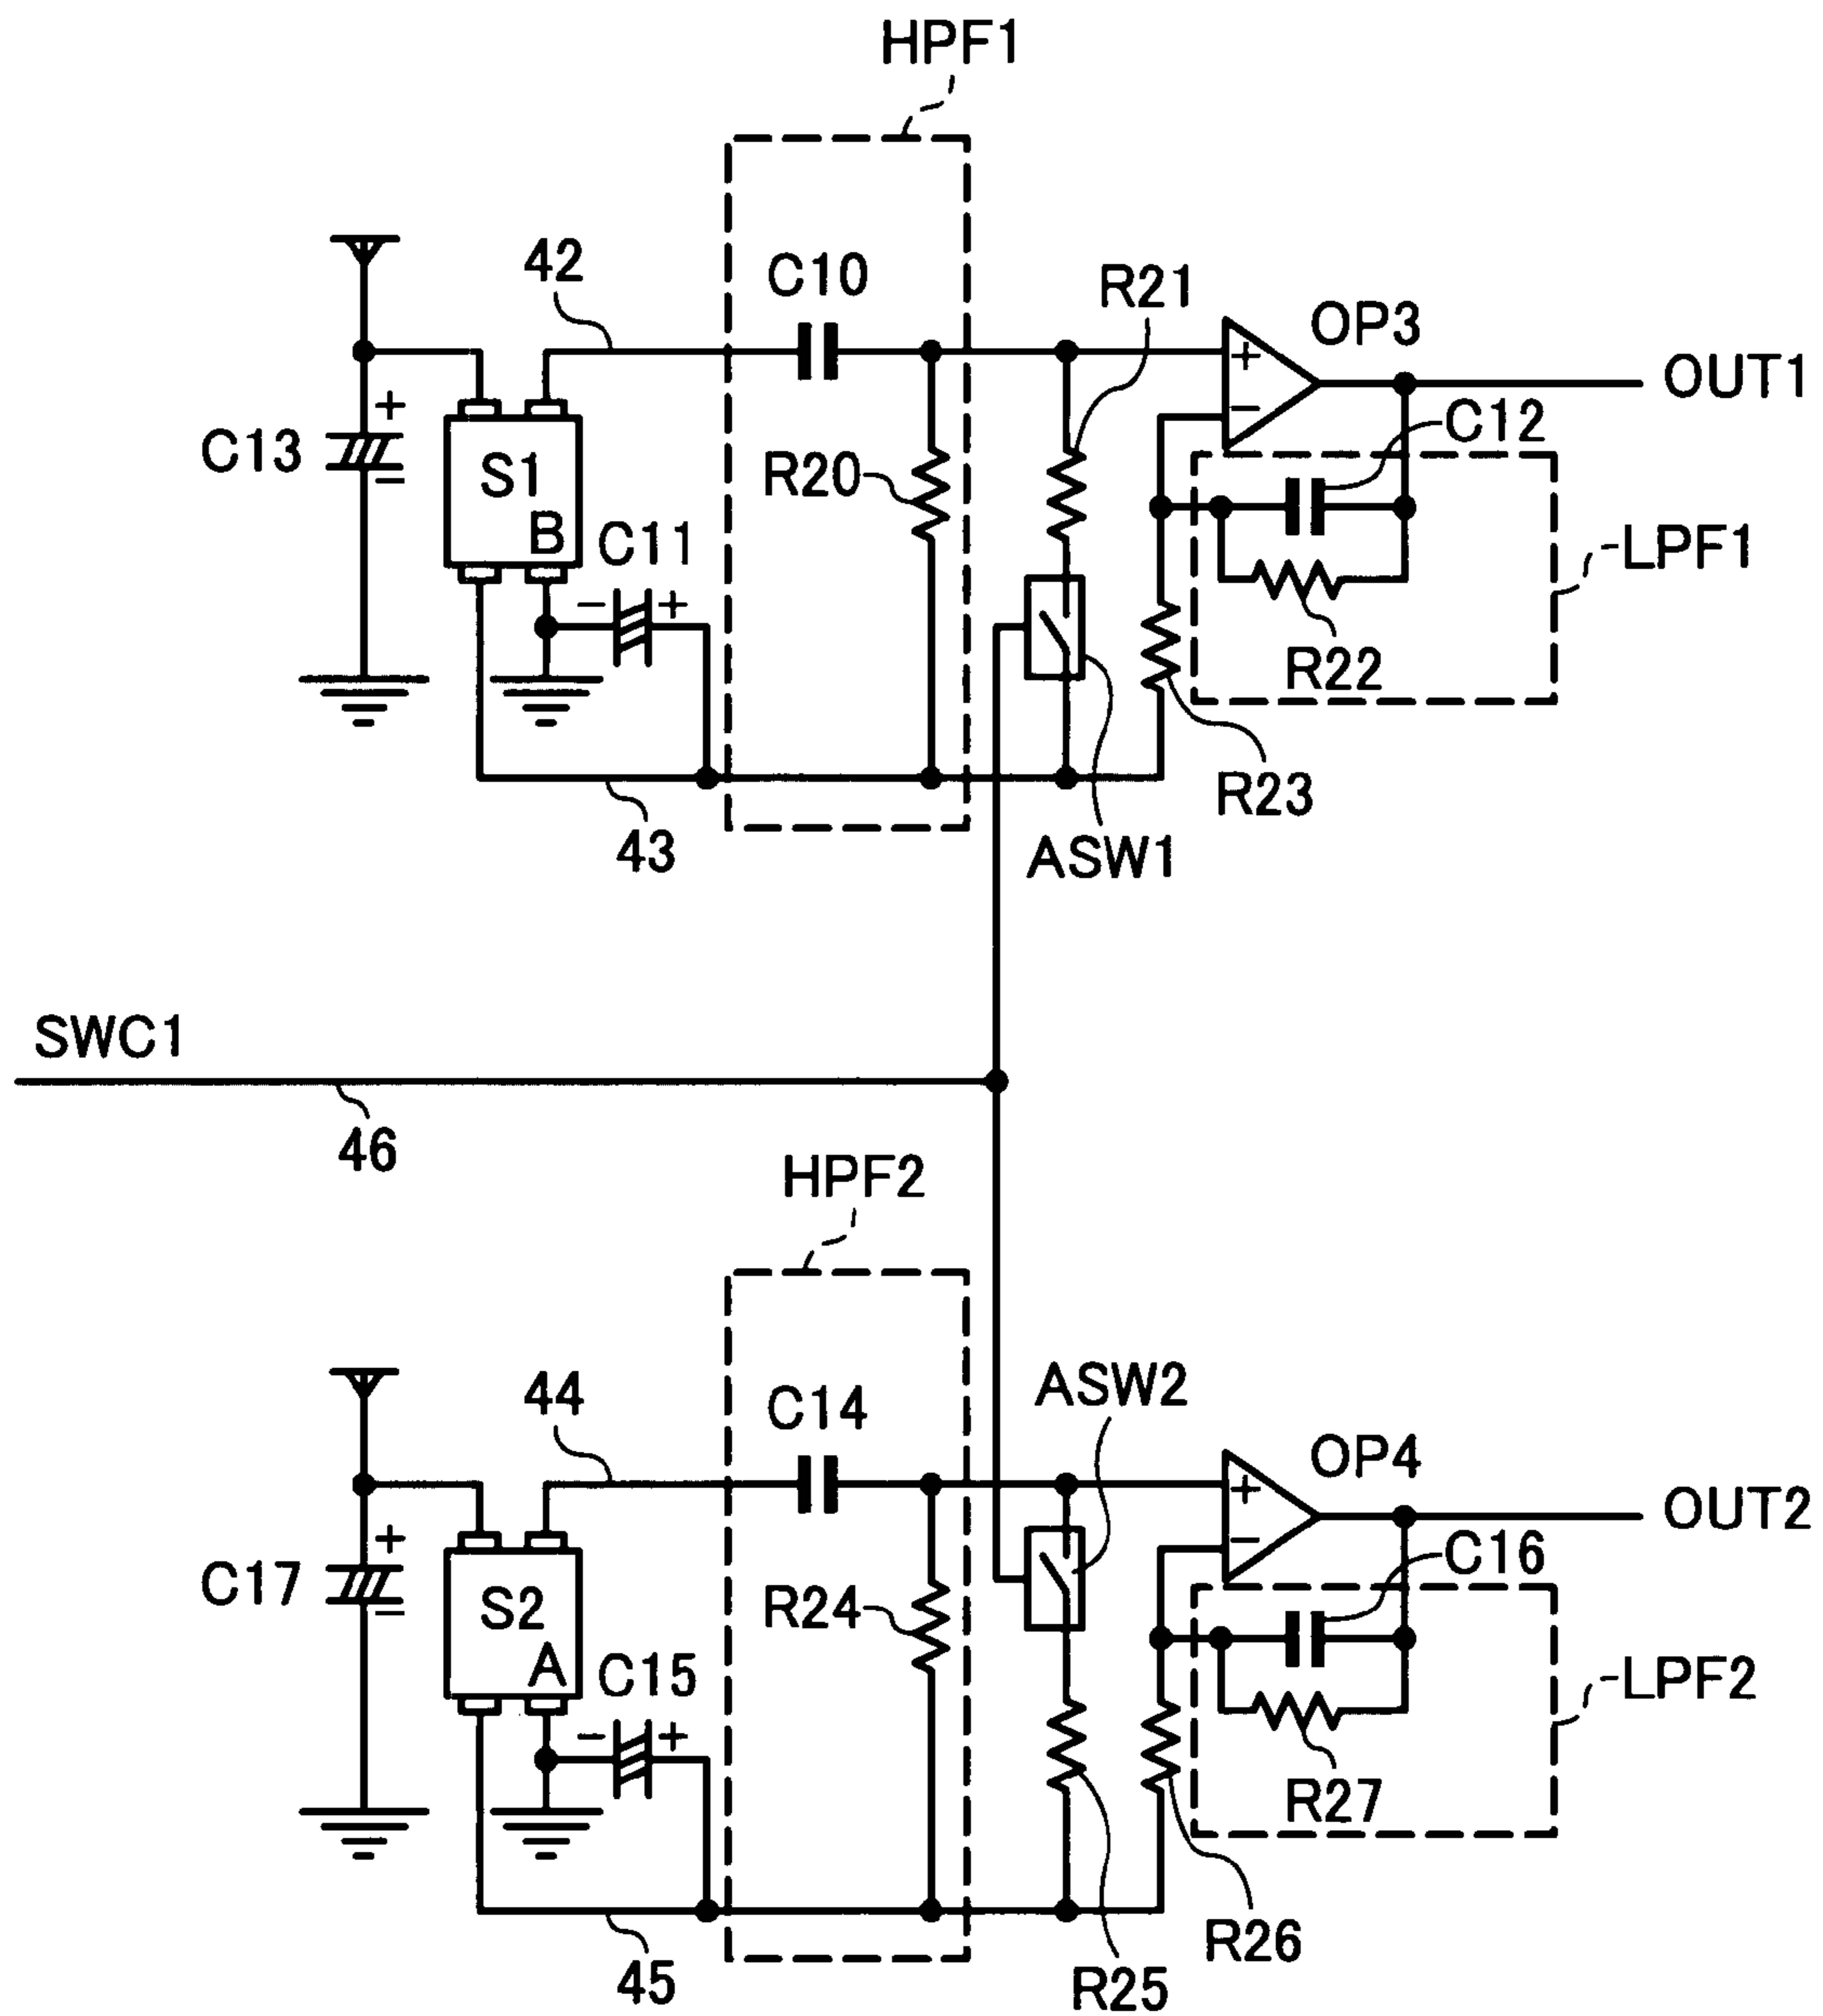 HPF1
42
C10
R21
OP3
OUT1
+
-
C12
+
C13
-
S1
B
C11
- +
R20
LPF1
R22
R23
43
ASW1
SWC1
46
HPF2
44
C14
ASW2
OP4
OUT2
+
-
C16
+
C17
-
S2
A
C15
- +
R24
LPF2
R27
R26
45
R25